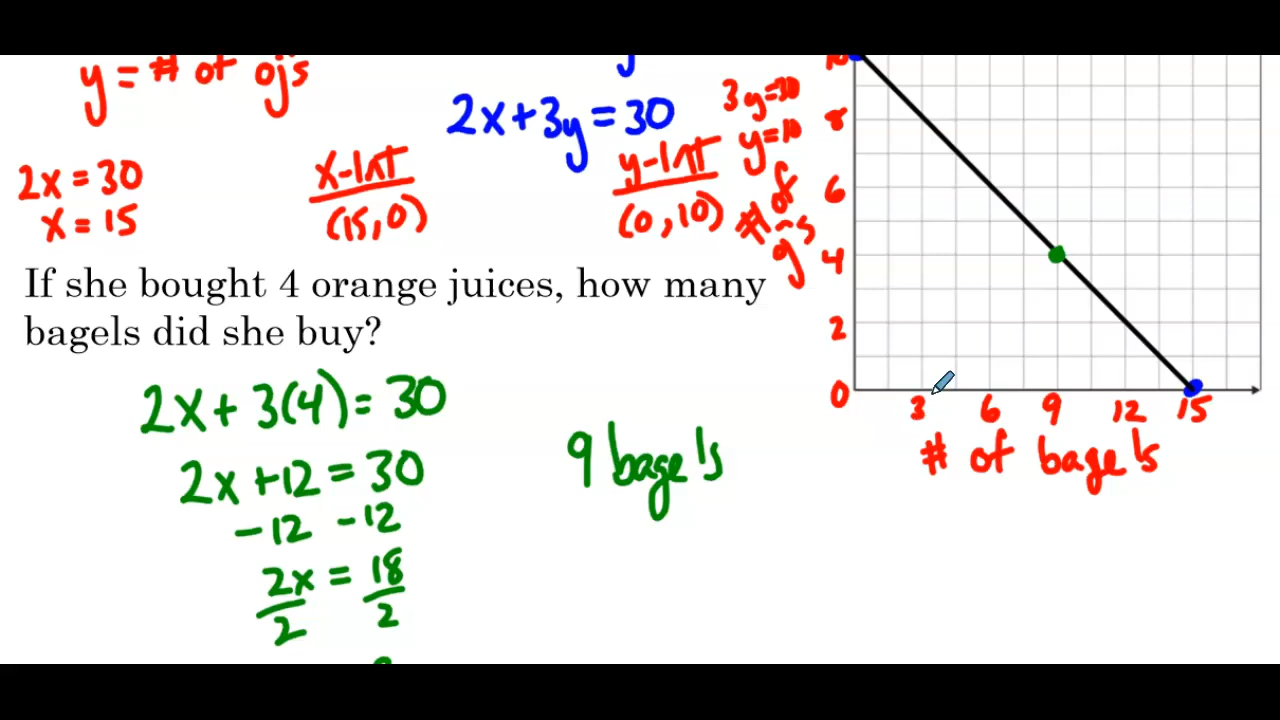 y = # of ojs
2x + 3y = 30
3y = 30
y = 10
2x = 30
x = 15
x-int
(15, 0)
y-int
(0, 10)
If she bought 4 orange juices, how many
bagels did she buy?
2x + 3(4) = 30
2x + 12 = 30
-12 -12
2x = 18
2 2
9 bagels
# of
ojs
10
8
6
4
2
0
3 6 9 12 15
# of bagels